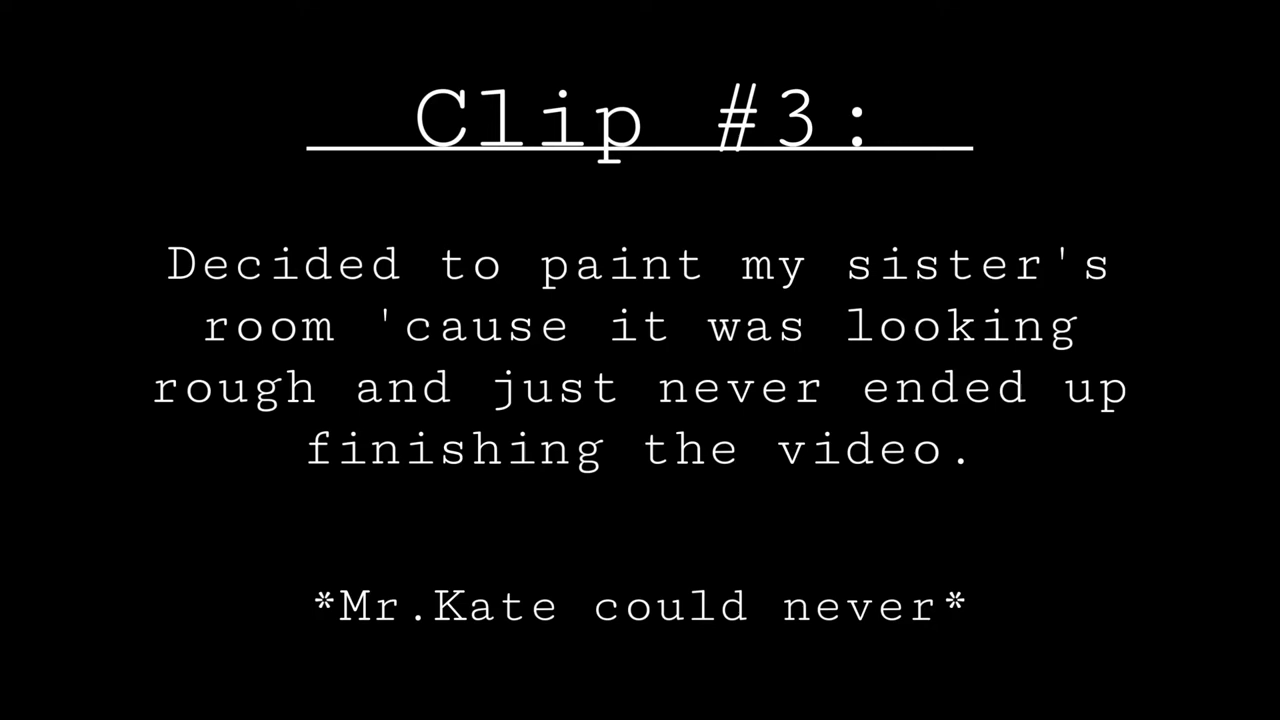 Clip #3:
Decided to paint my sister's
room 'cause it was looking
rough and just never ended up
finishing the video.
*Mr.Kate could never*